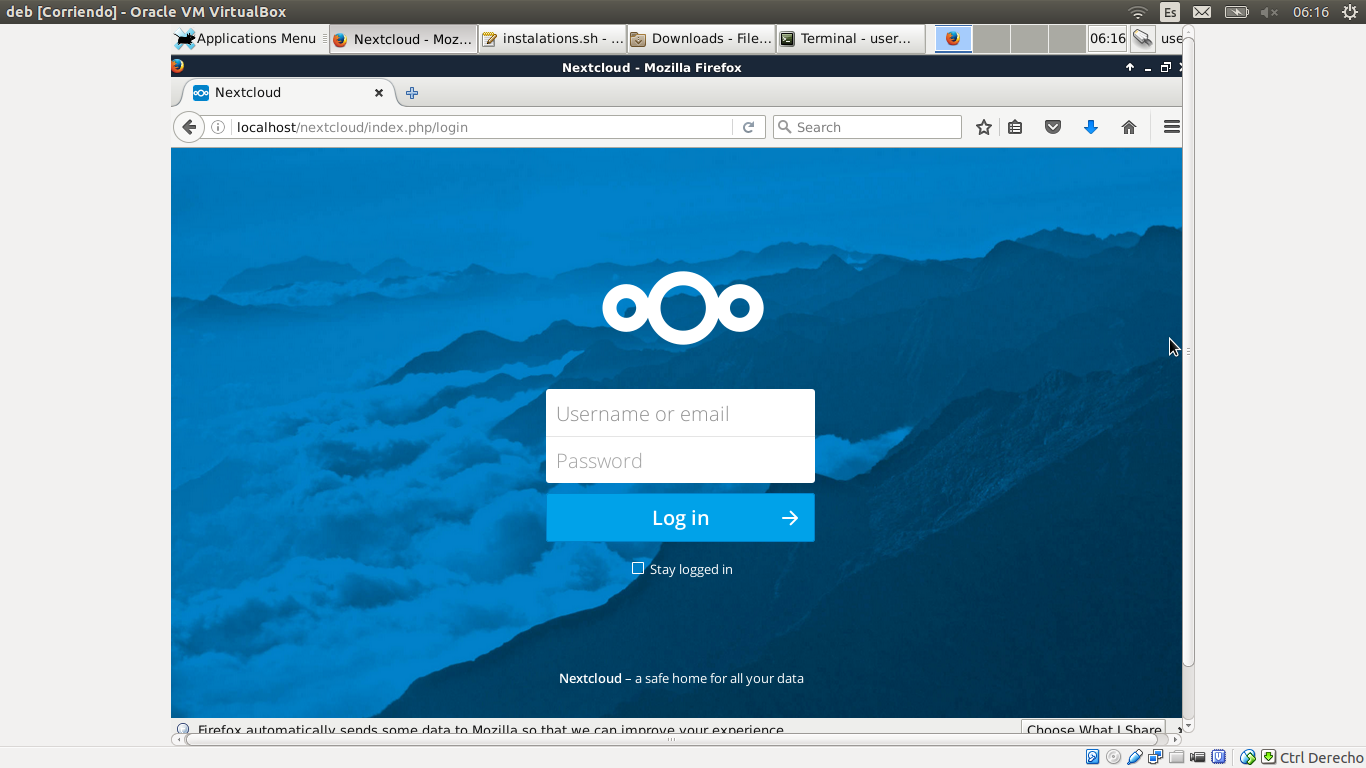 deb [Corriendo] - Oracle VM VirtualBox
Es
06:16
Applications Menu
Nextcloud - Moz...
instalations.sh - ...
Downloads - File...
Terminal - user...
06:16
use
Nextcloud - Mozilla Firefox
Nextcloud
localhost/nextcloud/index.php/login
Search
Username or email
Password
Log in
Stay logged in
Nextcloud – a safe home for all your data
Firefox automatically sends some data to Mozilla so that we can improve your experience.
Choose What I Share
Ctrl Derecho